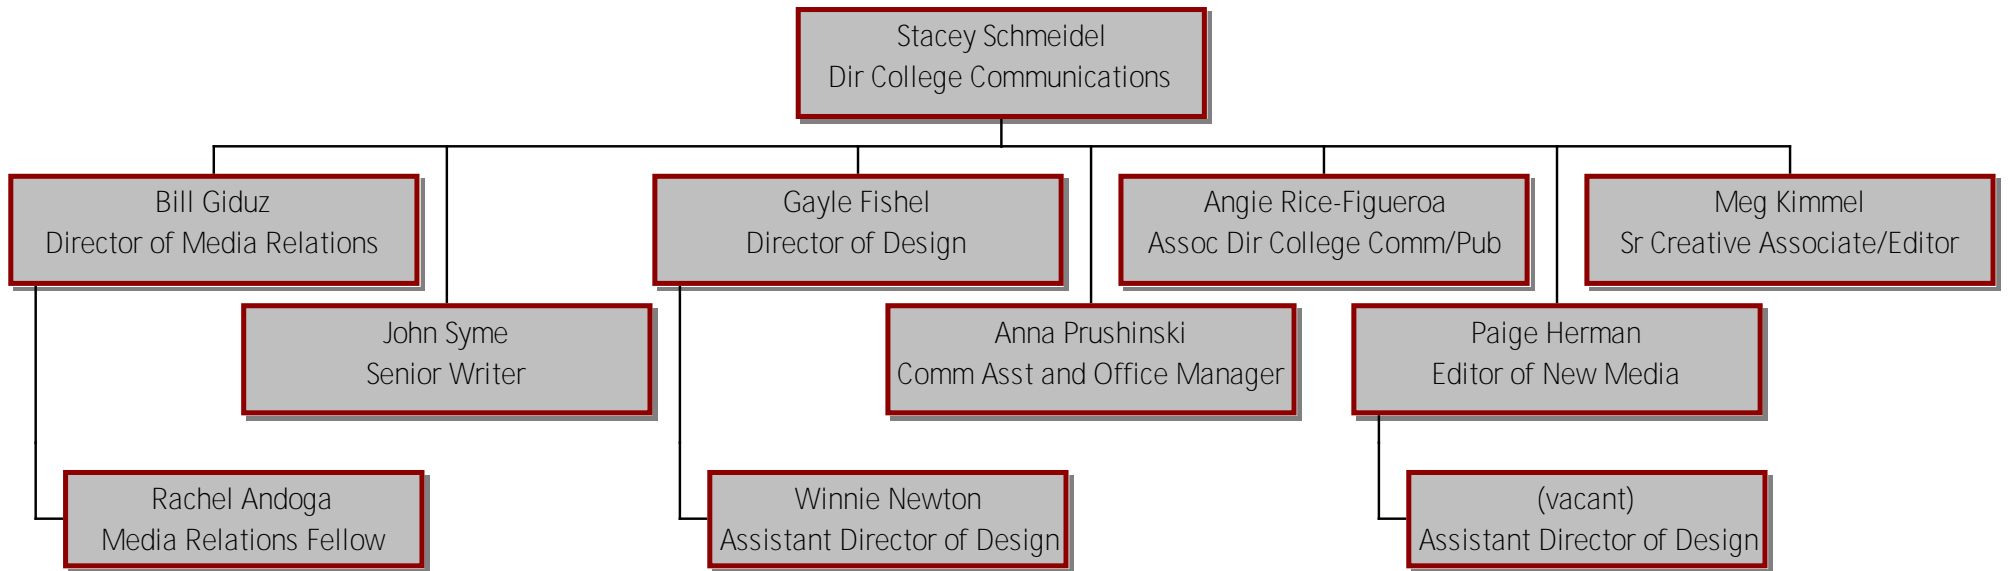 Stacey Schmeidel
Dir College Communications
Bill Giduz
Director of Media Relations
Gayle Fishel
Director of Design
Angie Rice-Figueroa
Assoc Dir College Comm/Pub
Meg Kimmel
Sr Creative Associate/Editor
John Syme
Senior Writer
Anna Prushinski
Comm Asst and Office Manager
Paige Herman
Editor of New Media
Rachel Andoga
Media Relations Fellow
Winnie Newton
Assistant Director of Design
(vacant)
Assistant Director of Design